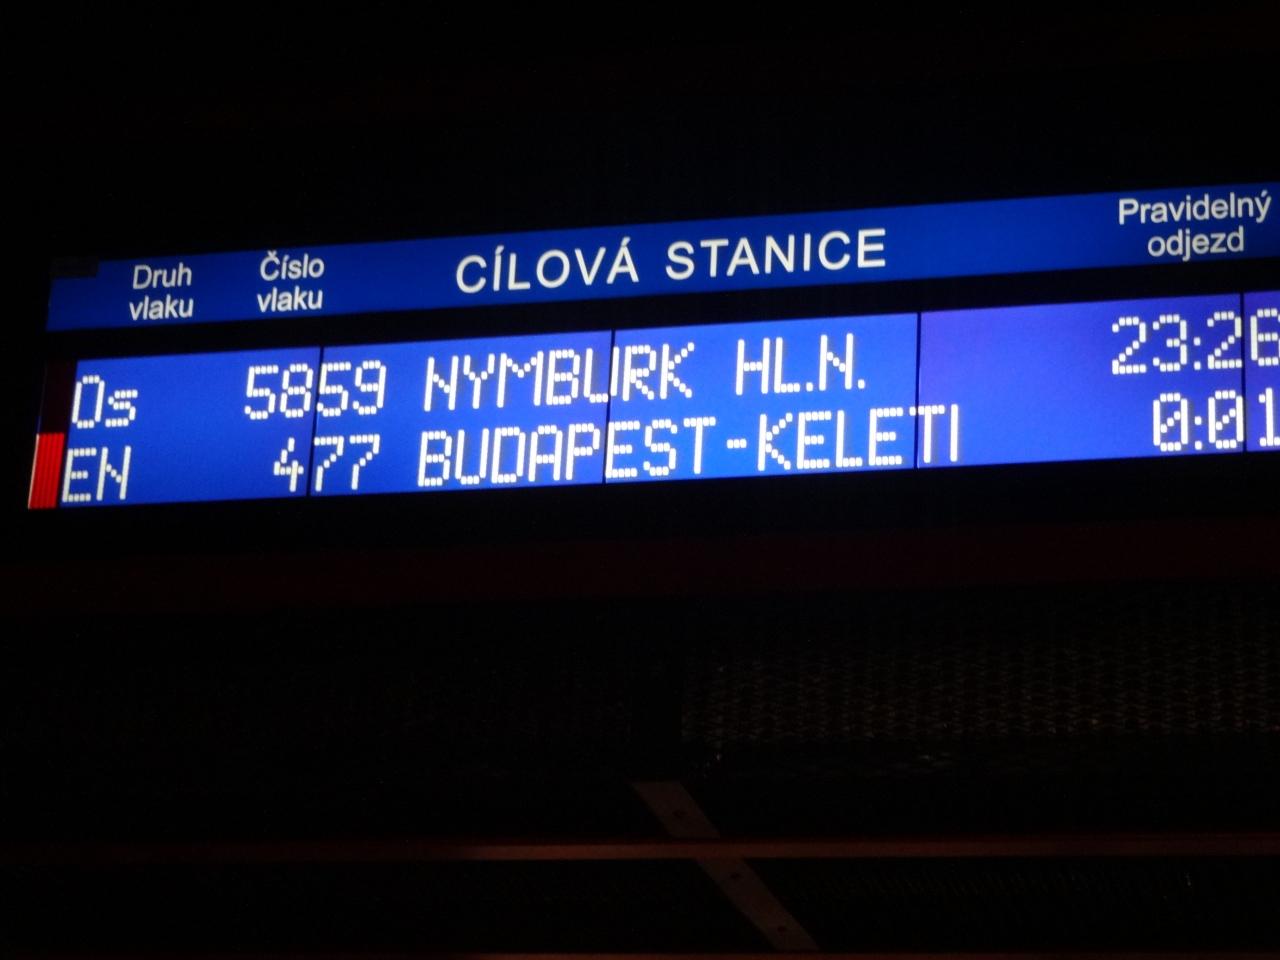 Druh vlaku Číslo vlaku CÍLOVÁ STANICE Pravidelný odjezd
Os 5859 NYMBURK HL.N. 23:26
EN 477 BUDAPEST-KELETI 0:01